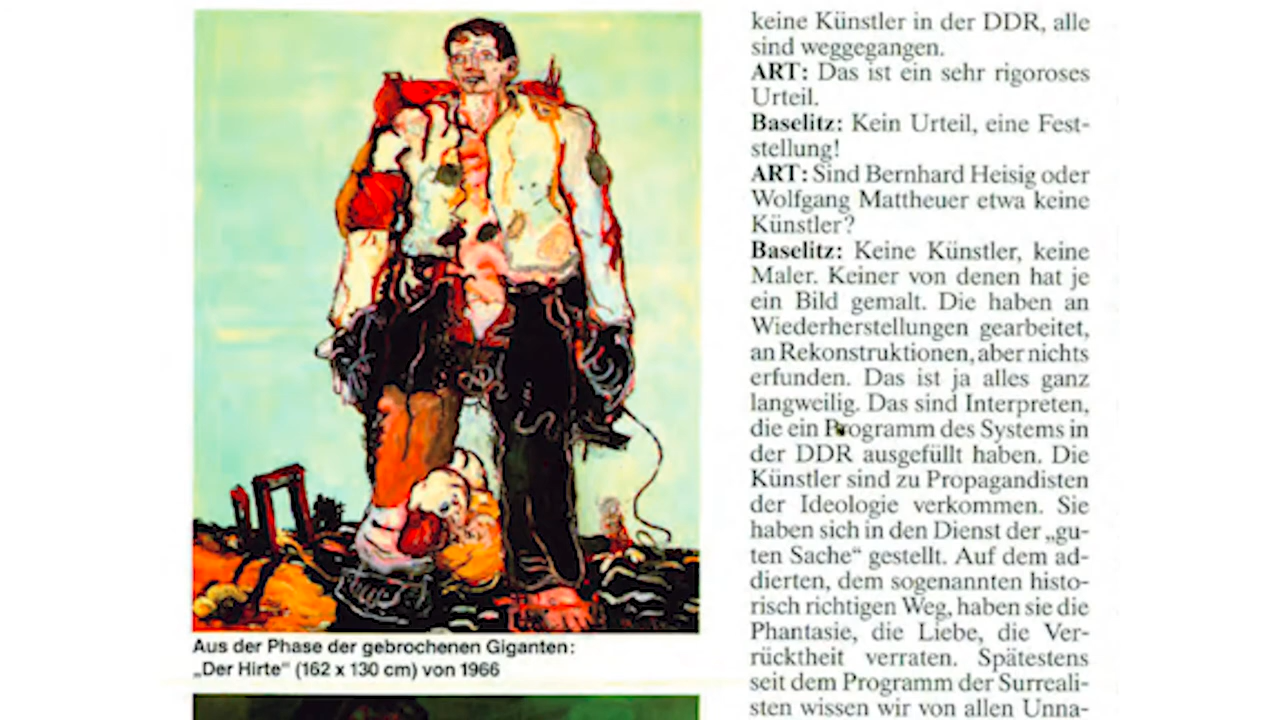 Aus der Phase der gebrochenen Giganten:
„Der Hirte“ (162 x 130 cm) von 1966
keine Künstler in der DDR, alle
sind weggegangen.
ART: Das ist ein sehr rigoroses
Urteil.
Baselitz: Kein Urteil, eine Fest-
stellung!
ART: Sind Bernhard Heisig oder
Wolfgang Mattheuer etwa keine
Künstler?
Baselitz: Keine Künstler, keine
Maler. Keiner von denen hat je
ein Bild gemalt. Die haben an
Wiederherstellungen gearbeitet,
an Rekonstruktionen, aber nichts
erfunden. Das ist ja alles ganz
langweilig. Das sind Interpreten,
die ein Programm des Systems in
der DDR ausgefüllt haben. Die
Künstler sind zu Propagandisten
der Ideologie verkommen. Sie
haben sich in den Dienst der „gu-
ten Sache“ gestellt. Auf dem ad-
dierten, dem sogenannten histo-
risch richtigen Weg, haben sie die
Phantasie, die Liebe, die Ver-
rücktheit verraten. Spätestens
seit dem Programm der Surreali-
sten wissen wir von allen Unna-